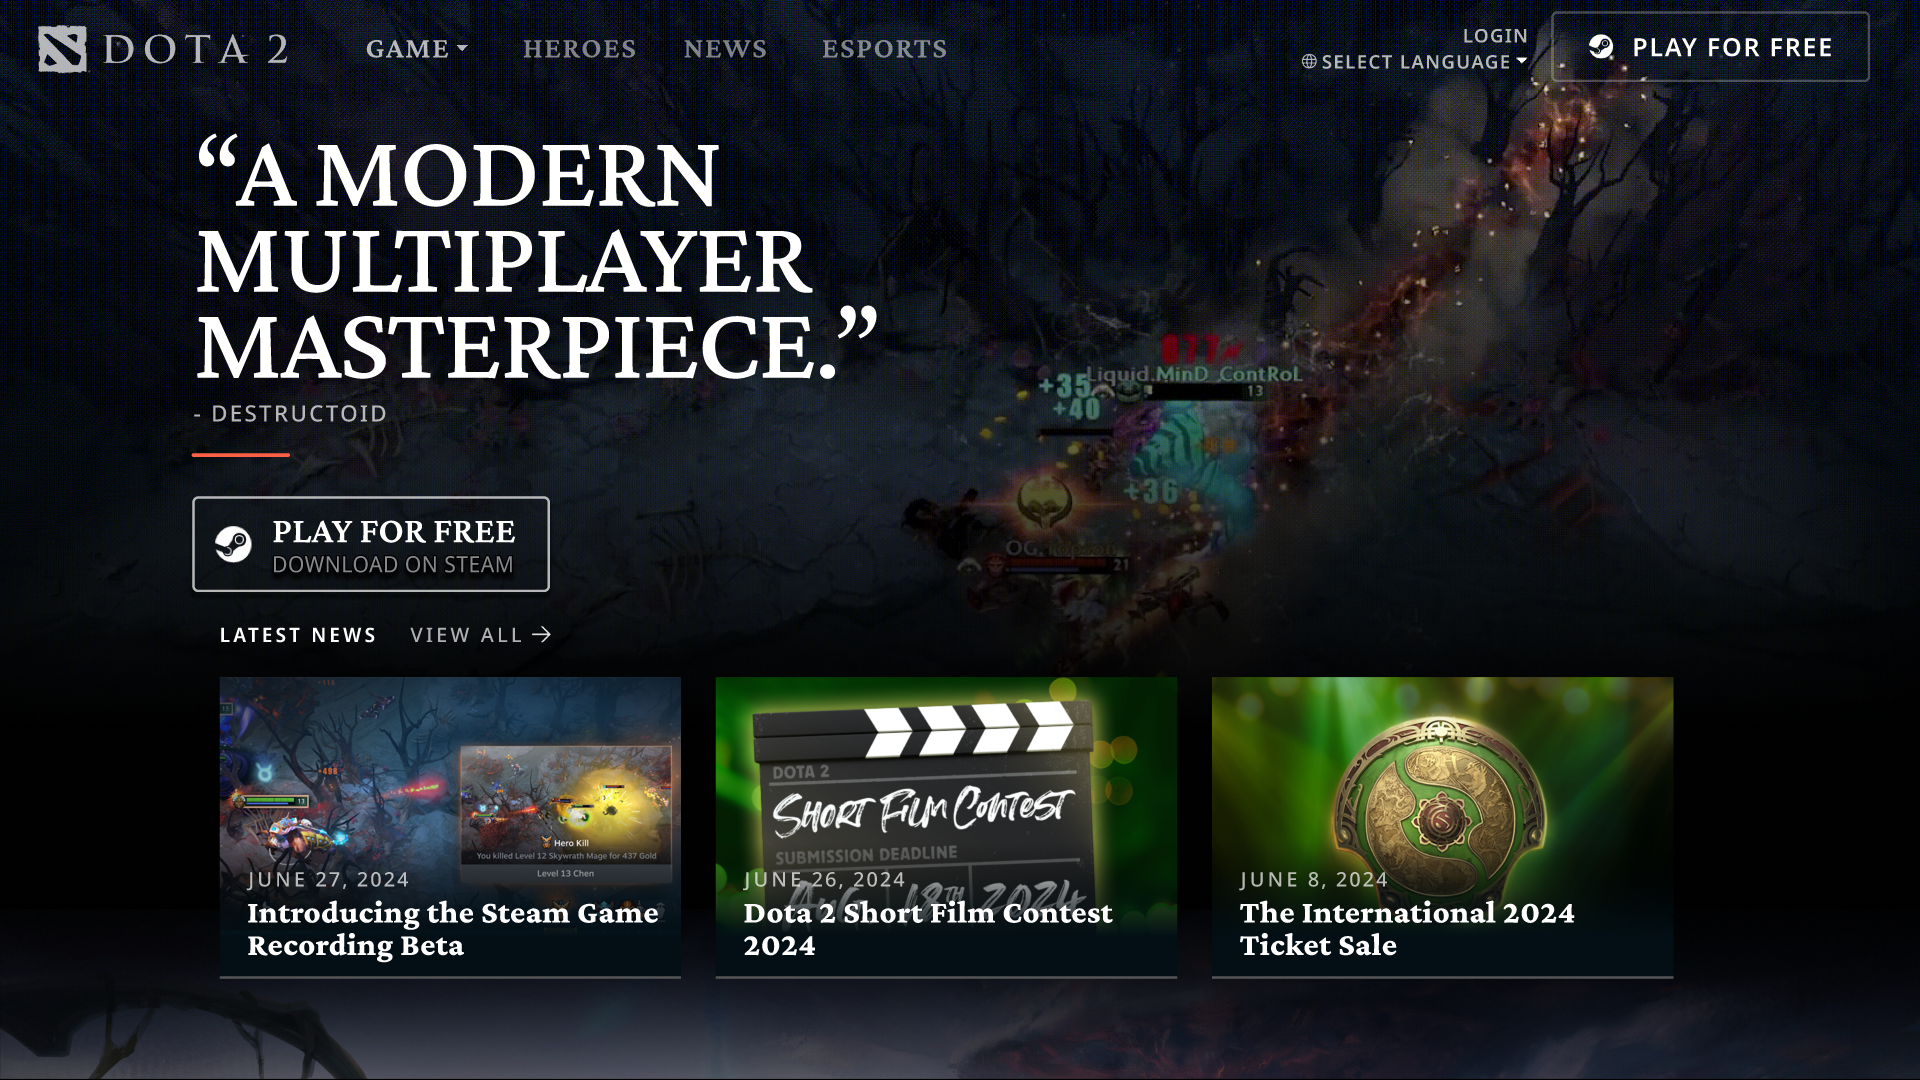 DOTA 2
GAME
HEROES
NEWS
ESPORTS
LOGIN
SELECT LANGUAGE
PLAY FOR FREE
“A MODERN
MULTIPLAYER
MASTERPIECE.”
- DESTRUCTOID
877
Liquid.MinD_ContRoL
13
+35
+40
+36
OG.
21
PLAY FOR FREE
DOWNLOAD ON STEAM
LATEST NEWS
VIEW ALL
+498
13
Hero Kill
You killed Level 12 Skywrath Mage for 437 Gold
Level 13 Chen
JUNE 27, 2024
Introducing the Steam Game
Recording Beta
DOTA 2
SHORT FILM CONTEST
SUBMISSION DEADLINE
AUG 18TH 2024
JUNE 26, 2024
Dota 2 Short Film Contest
2024
JUNE 8, 2024
The International 2024
Ticket Sale